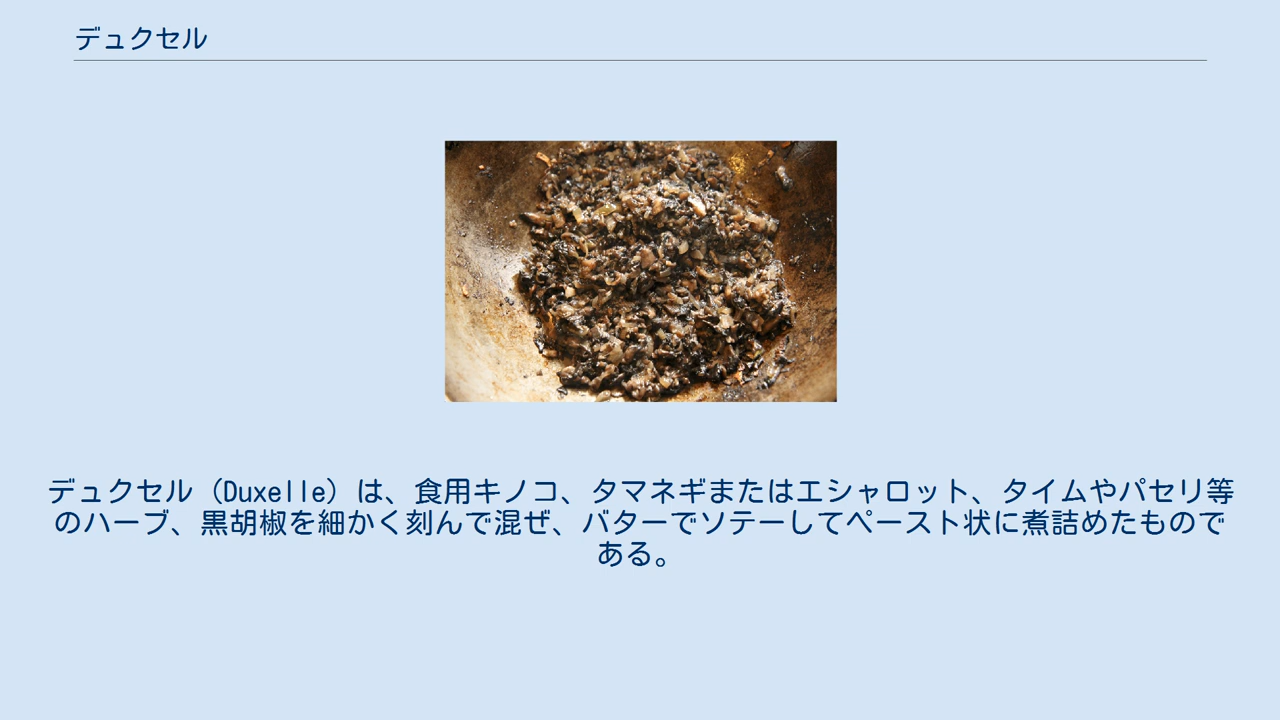 デュクセル
デュクセル（Duxelle）は、食用キノコ、タマネギまたはエシャロット、タイムやパセリ等
のハーブ、黒胡椒を細かく刻んで混ぜ、バターでソテーしてペースト状に煮詰めたもので
ある。